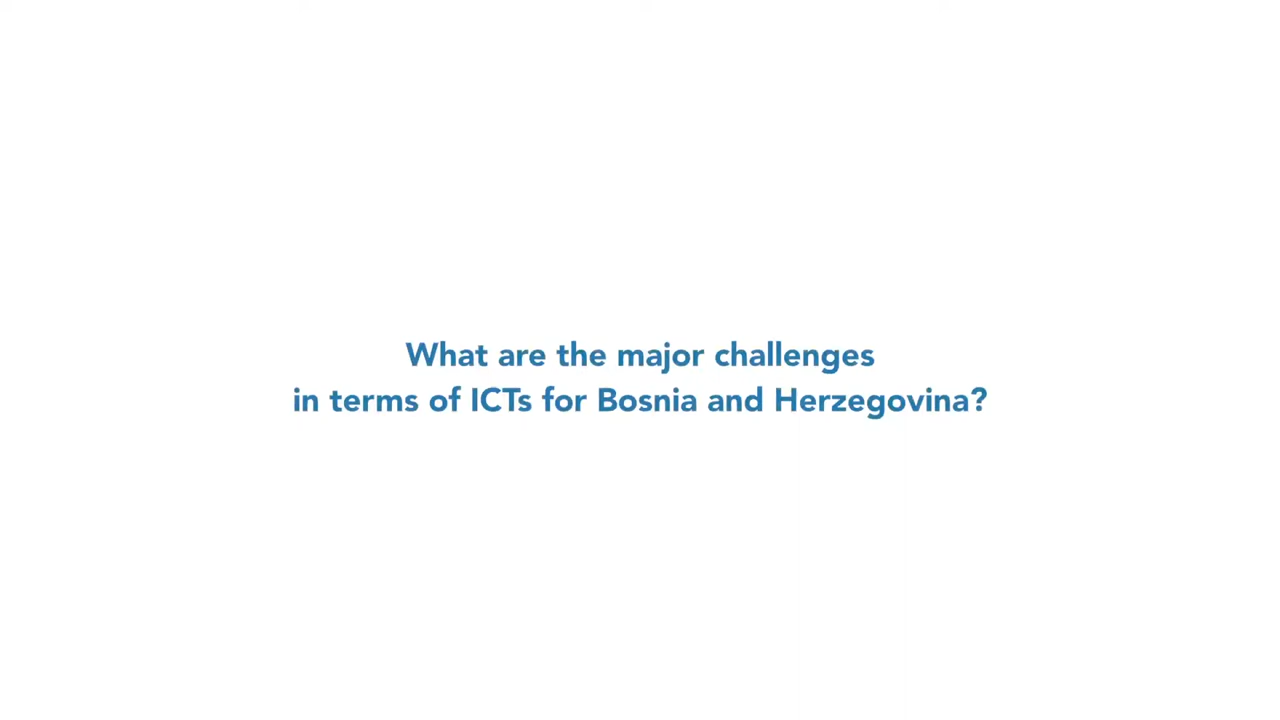 What are the major challenges
in terms of ICTs for Bosnia and Herzegovina?